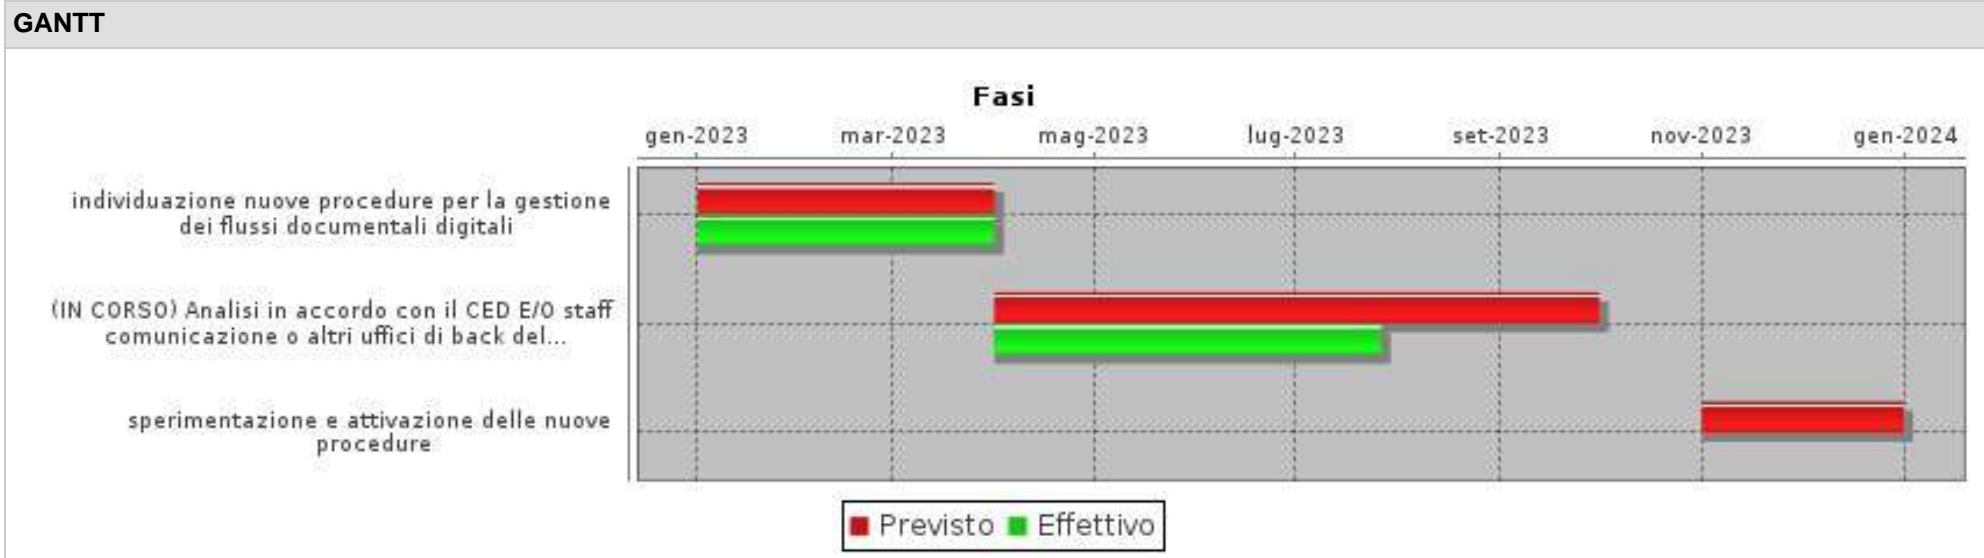 GANTT
Fasi
gen-2023 mar-2023 mag-2023 lug-2023 set-2023 nov-2023 gen-2024
individuazione nuove procedure per la gestione
dei flussi documentali digitali
(IN CORSO) Analisi in accordo con il CED E/O staff
comunicazione o altri uffici di back del...
sperimentazione e attivazione delle nuove
procedure
Previsto Effettivo